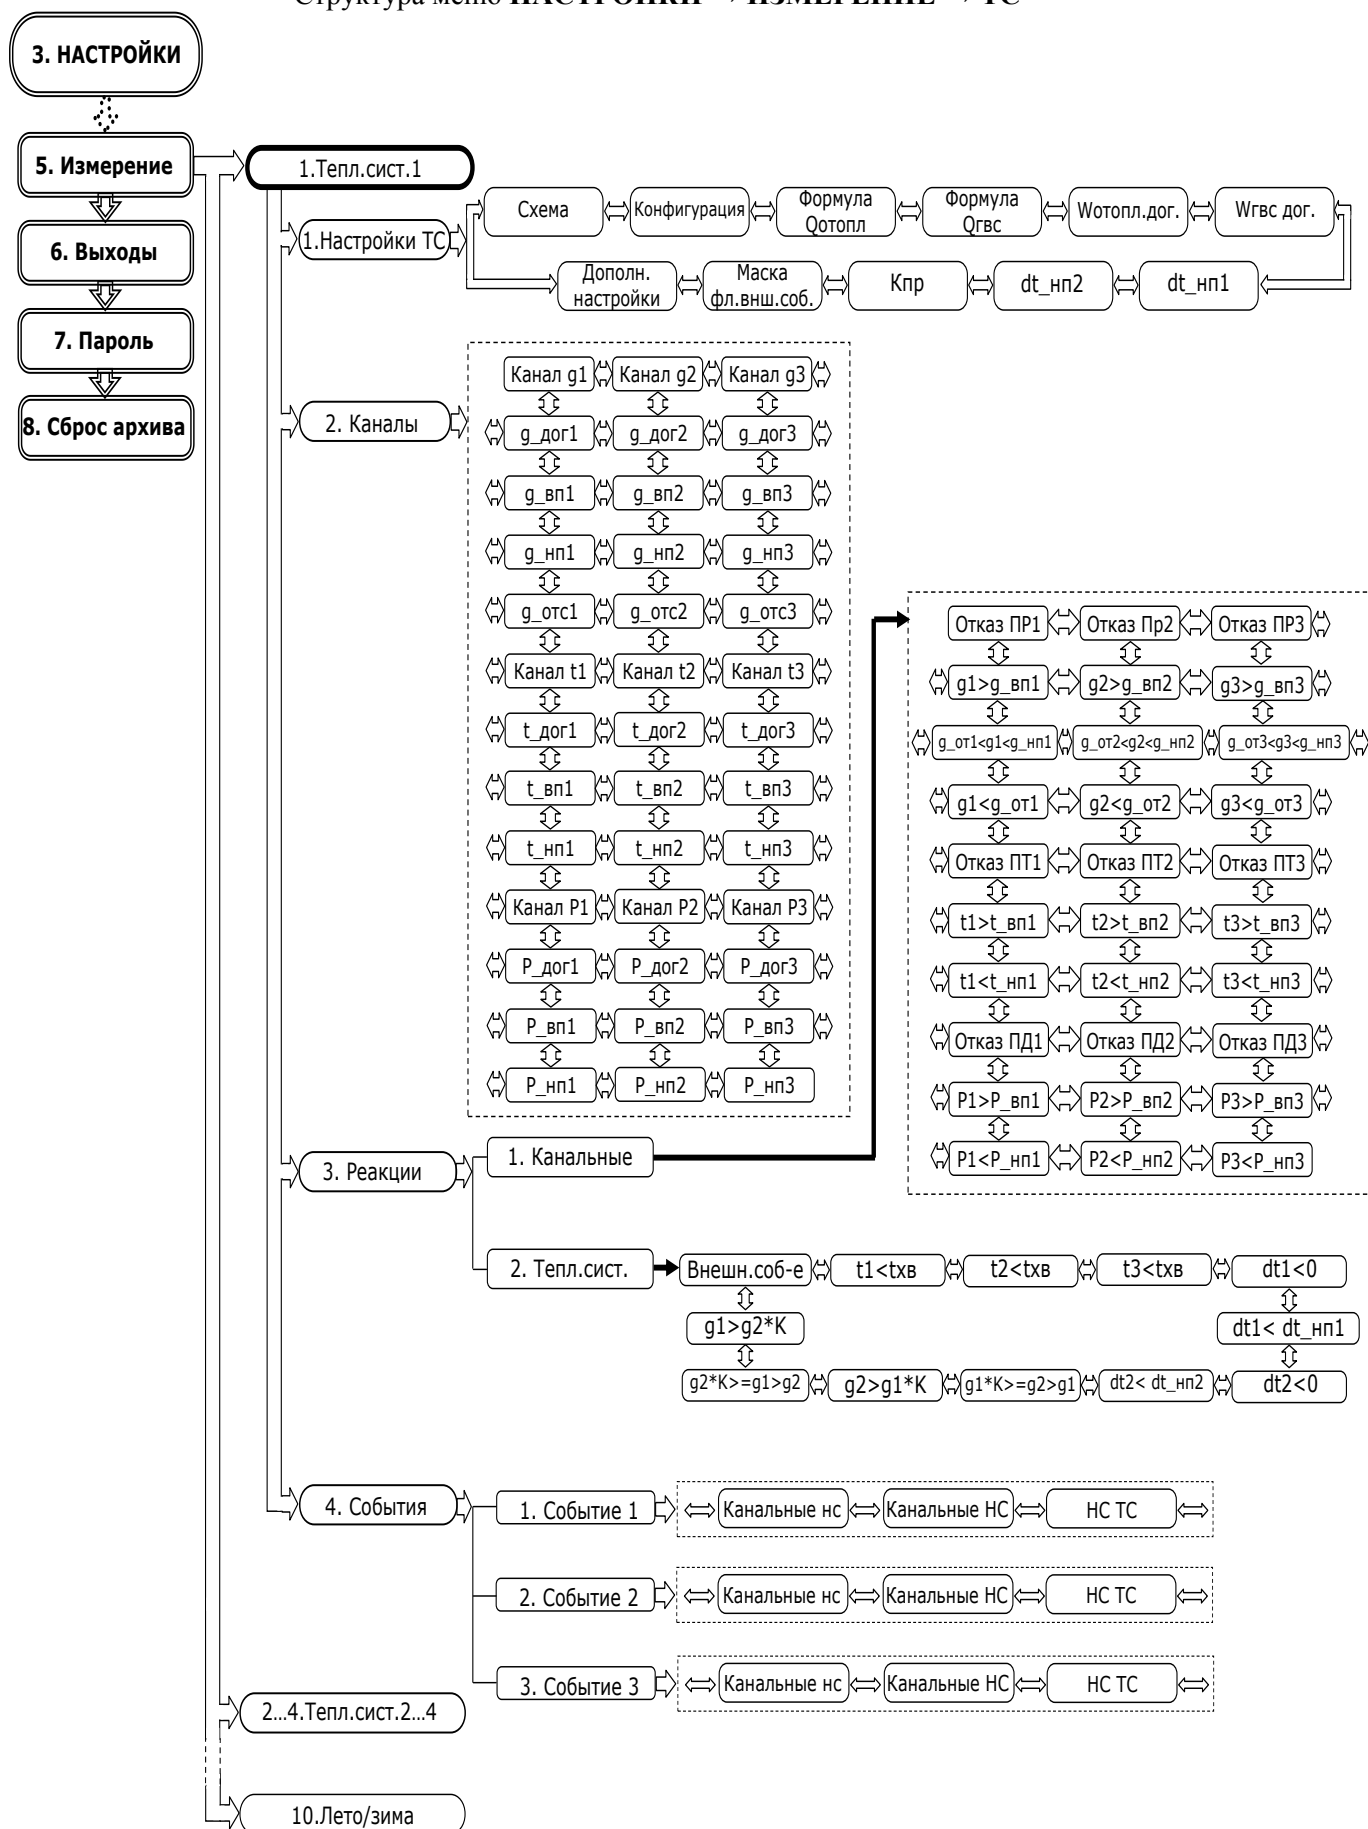 Структура меню НАСТРОЙКИ → ИЗМЕРЕНИЕ → ТС
3. НАСТРОЙКИ
5. Измерение
6. Выходы
7. Пароль
8. Сброс архива
1.Тепл.сист.1
1.Настройки ТС
Схема
Конфигурация
Формула
Qотопл
Формула
Qгвс
Wотопл.дог.
Wгвс дог.
Дополн.
настройки
Маска
фл.внш.соб.
Кпр
dt_нп2
dt_нп1
2. Каналы
Канал g1 Канал g2 Канал g3
g_дог1 g_дог2 g_дог3
g_вп1 g_вп2 g_вп3
g_нп1 g_нп2 g_нп3
g_отс1 g_отс2 g_отс3
Канал t1 Канал t2 Канал t3
t_дог1 t_дог2 t_дог3
t_вп1 t_вп2 t_вп3
t_нп1 t_нп2 t_нп3
Канал P1 Канал P2 Канал P3
P_дог1 P_дог2 P_дог3
P_вп1 P_вп2 P_вп3
P_нп1 P_нп2 P_нп3
3. Реакции
1. Канальные
Отказ ПР1 Отказ Пр2 Отказ ПР3
g1>g_вп1 g2>g_вп2 g3>g_вп3
g_от1<g1<g_нп1 g_от2<g2<g_нп2 g_от3<g3<g_нп3
g1<g_от1 g2<g_от2 g3<g_от3
Отказ ПТ1 Отказ ПТ2 Отказ ПТ3
t1>t_вп1 t2>t_вп2 t3>t_вп3
t1<t_нп1 t2<t_нп2 t3<t_нп3
Отказ ПД1 Отказ ПД2 Отказ ПД3
P1>P_вп1 P2>P_вп2 P3>P_вп3
P1<P_нп1 P2<P_нп2 P3<P_нп3
2. Тепл.сист.
Внешн.соб-е t1<tхв t2<tхв t3<tхв dt1<0
g1>g2*K dt1< dt_нп1
g2*K>=g1>g2 g2>g1*K g1*K>=g2>g1 dt2< dt_нп2 dt2<0
4. События
1. Событие 1
Канальные нс Канальные НС НС ТС
2. Событие 2
Канальные нс Канальные НС НС ТС
3. Событие 3
Канальные нс Канальные НС НС ТС
2...4.Тепл.сист.2...4
10.Лето/зима